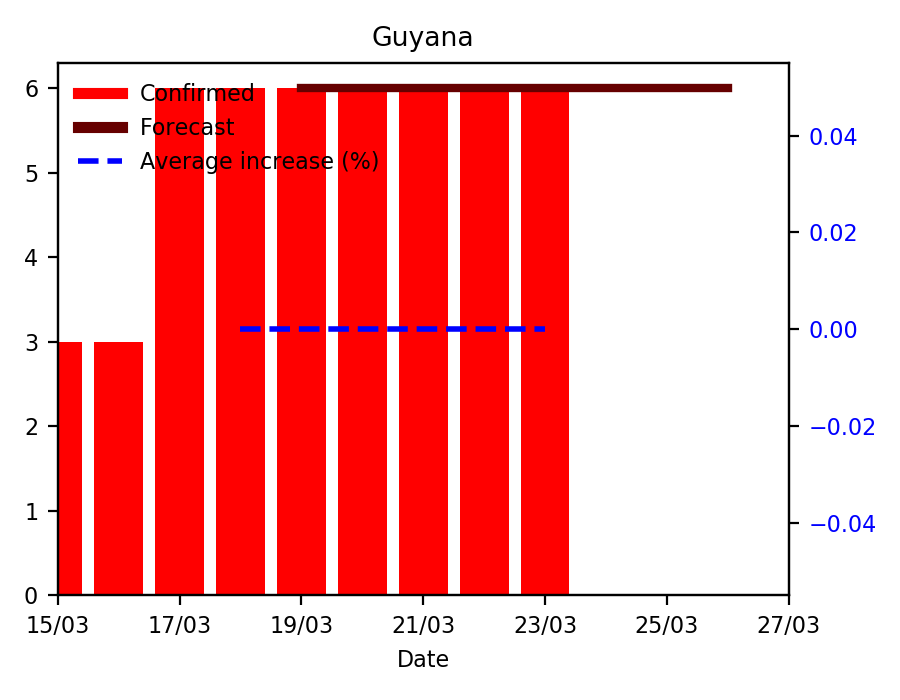 Guyana
Confirmed
Forecast
Average increase (%)
6
5
4
3
2
1
0
0.04
0.02
0.00
−0.02
−0.04
15/03 17/03 19/03 21/03 23/03 25/03 27/03
Date